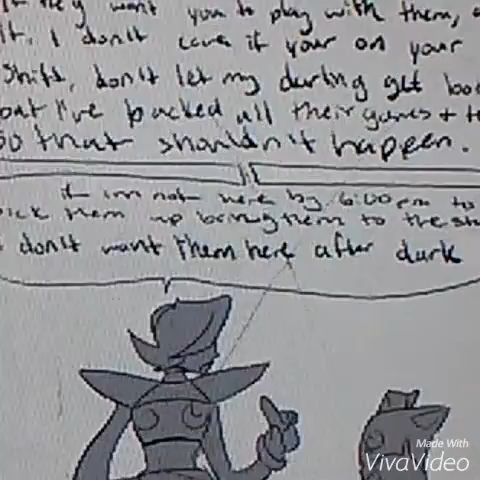 they want you to play with them,
it. I don't care if your on your
shift, don't let my darling get
but I've packed all their games +
so that shouldn't happen.
if im not here by 6:00pm to
pick them up bring them to the
I don't want them here after dark
Made With
VivaVideo